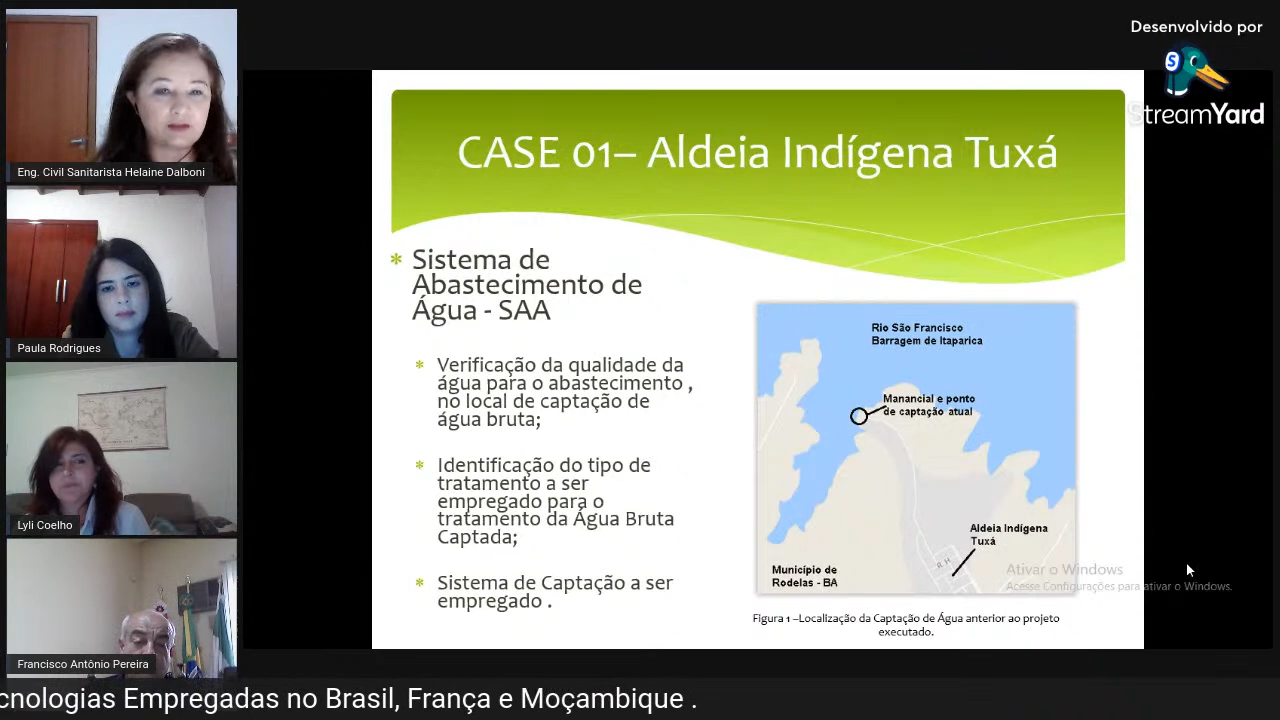 Desenvolvido por
StreamYard
Eng. Civil Sanitarista Helaine Dalboni
Paula Rodrigues
Lyli Coelho
Francisco Antônio Pereira
CASE 01– Aldeia Indígena Tuxá
* Sistema de
Abastecimento de
Água - SAA
* Verificação da qualidade da
água para o abastecimento ,
no local de captação de
água bruta;
* Identificação do tipo de
tratamento a ser
empregado para o
tratamento da Água Bruta
Captada;
* Sistema de Captação a ser
empregado .
Rio São Francisco
Barragem de Itaparica
Manancial e ponto
de captação atual
Aldeia Indígena
Tuxá
R H
Município de
Rodelas - BA
Figura 1 –Localização da Captação de Água anterior ao projeto
executado.
Ativar o Windows
Acesse Configurações para ativar o Windows.
cnologias Empregadas no Brasil, França e Moçambique .